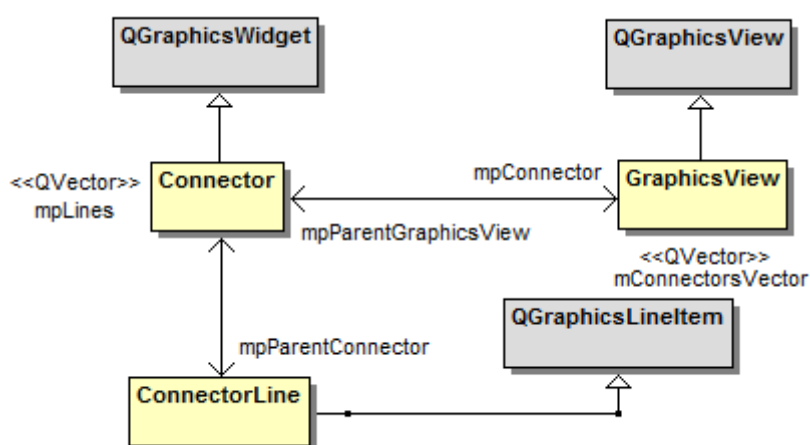 QGraphicsWidget
QGraphicsView
<<QVector>>
mpLines
Connector
mpConnector
GraphicsView
mpParentGraphicsView
<<QVector>>
mConnectorsVector
QGraphicsLineItem
mpParentConnector
ConnectorLine